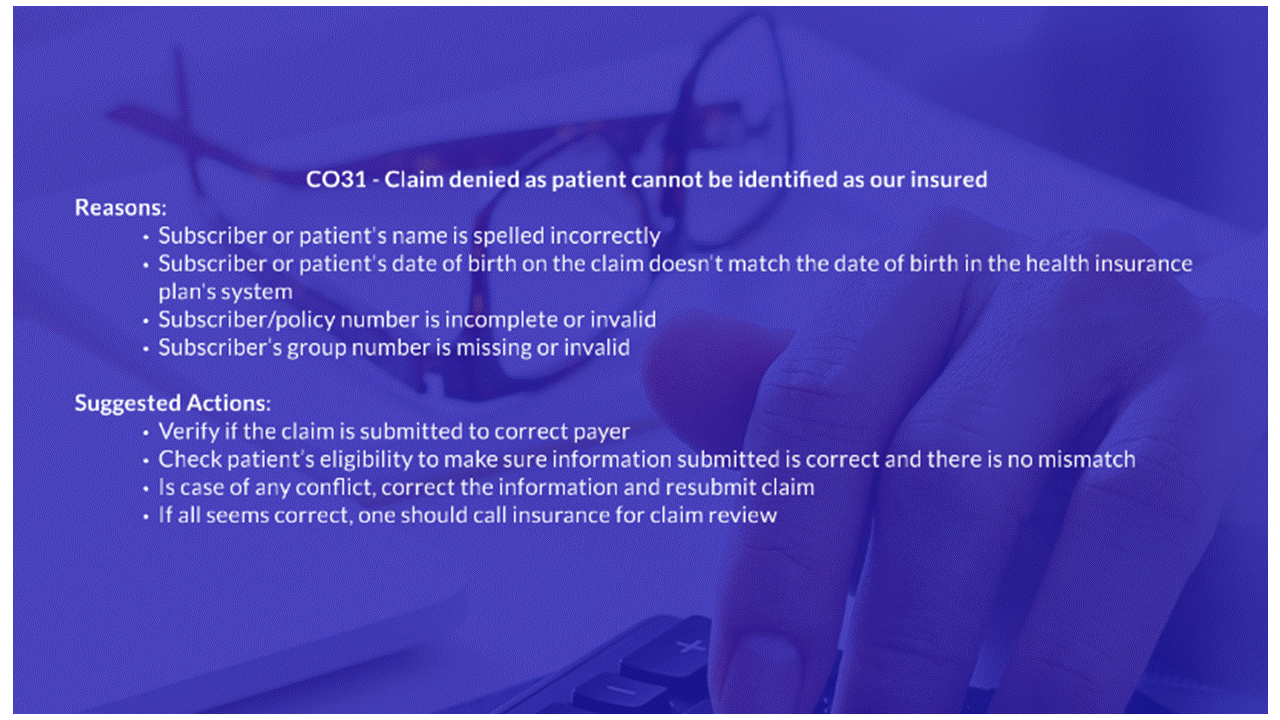 CO31 - Claim denied as patient cannot be identified as our insured
Reasons:
• Subscriber or patient's name is spelled incorrectly
• Subscriber or patient's date of birth on the claim doesn't match the date of birth in the health insurance
plan's system
• Subscriber/policy number is incomplete or invalid
• Subscriber's group number is missing or invalid
Suggested Actions:
• Verify if the claim is submitted to correct payer
• Check patient's eligibility to make sure information submitted is correct and there is no mismatch
• Is case of any conflict, correct the information and resubmit claim
• If all seems correct, one should call insurance for claim review
+
−